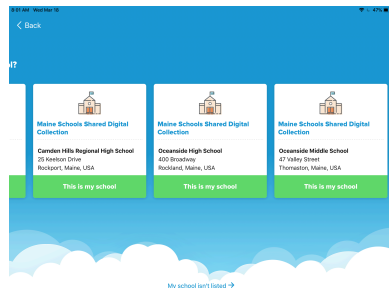 8:51 AM Wed Mar 18
47%
Back
ol?
Maine Schools Shared Digital
Collection
Camden Hills Regional High School
25 Keelson Drive
Rockport, Maine, USA
This is my school
Maine Schools Shared Digital
Collection
Oceanside High School
400 Broadway
Rockland, Maine, USA
This is my school
Maine Schools Shared Digital
Collection
Oceanside Middle School
47 Valley Street
Thomaston, Maine, USA
This is my school
My school isn't listed →